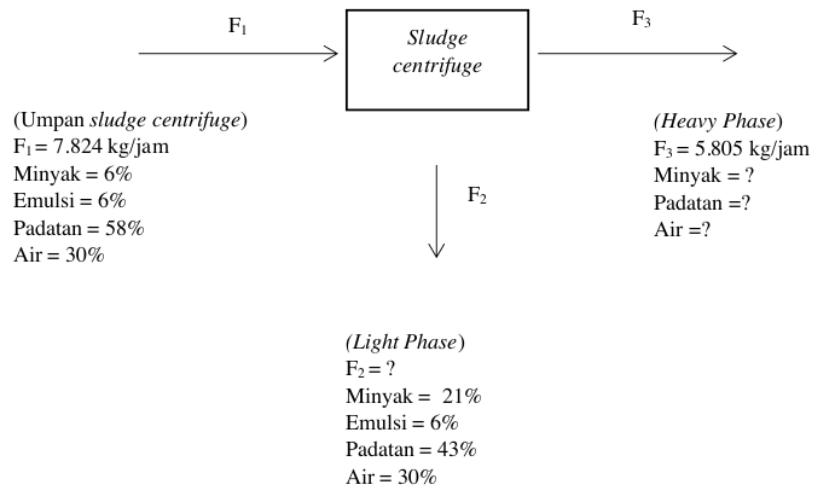 F₁
Sludge
centrifuge
F₃
(Umpan sludge centrifuge)
F₁ = 7.824 kg/jam
Minyak = 6%
Emulsi = 6%
Padatan = 58%
Air = 30%
F₂
(Heavy Phase)
F₃ = 5.805 kg/jam
Minyak = ?
Padatan =?
Air =?
(Light Phase)
F₂ = ?
Minyak = 21%
Emulsi = 6%
Padatan = 43%
Air = 30%